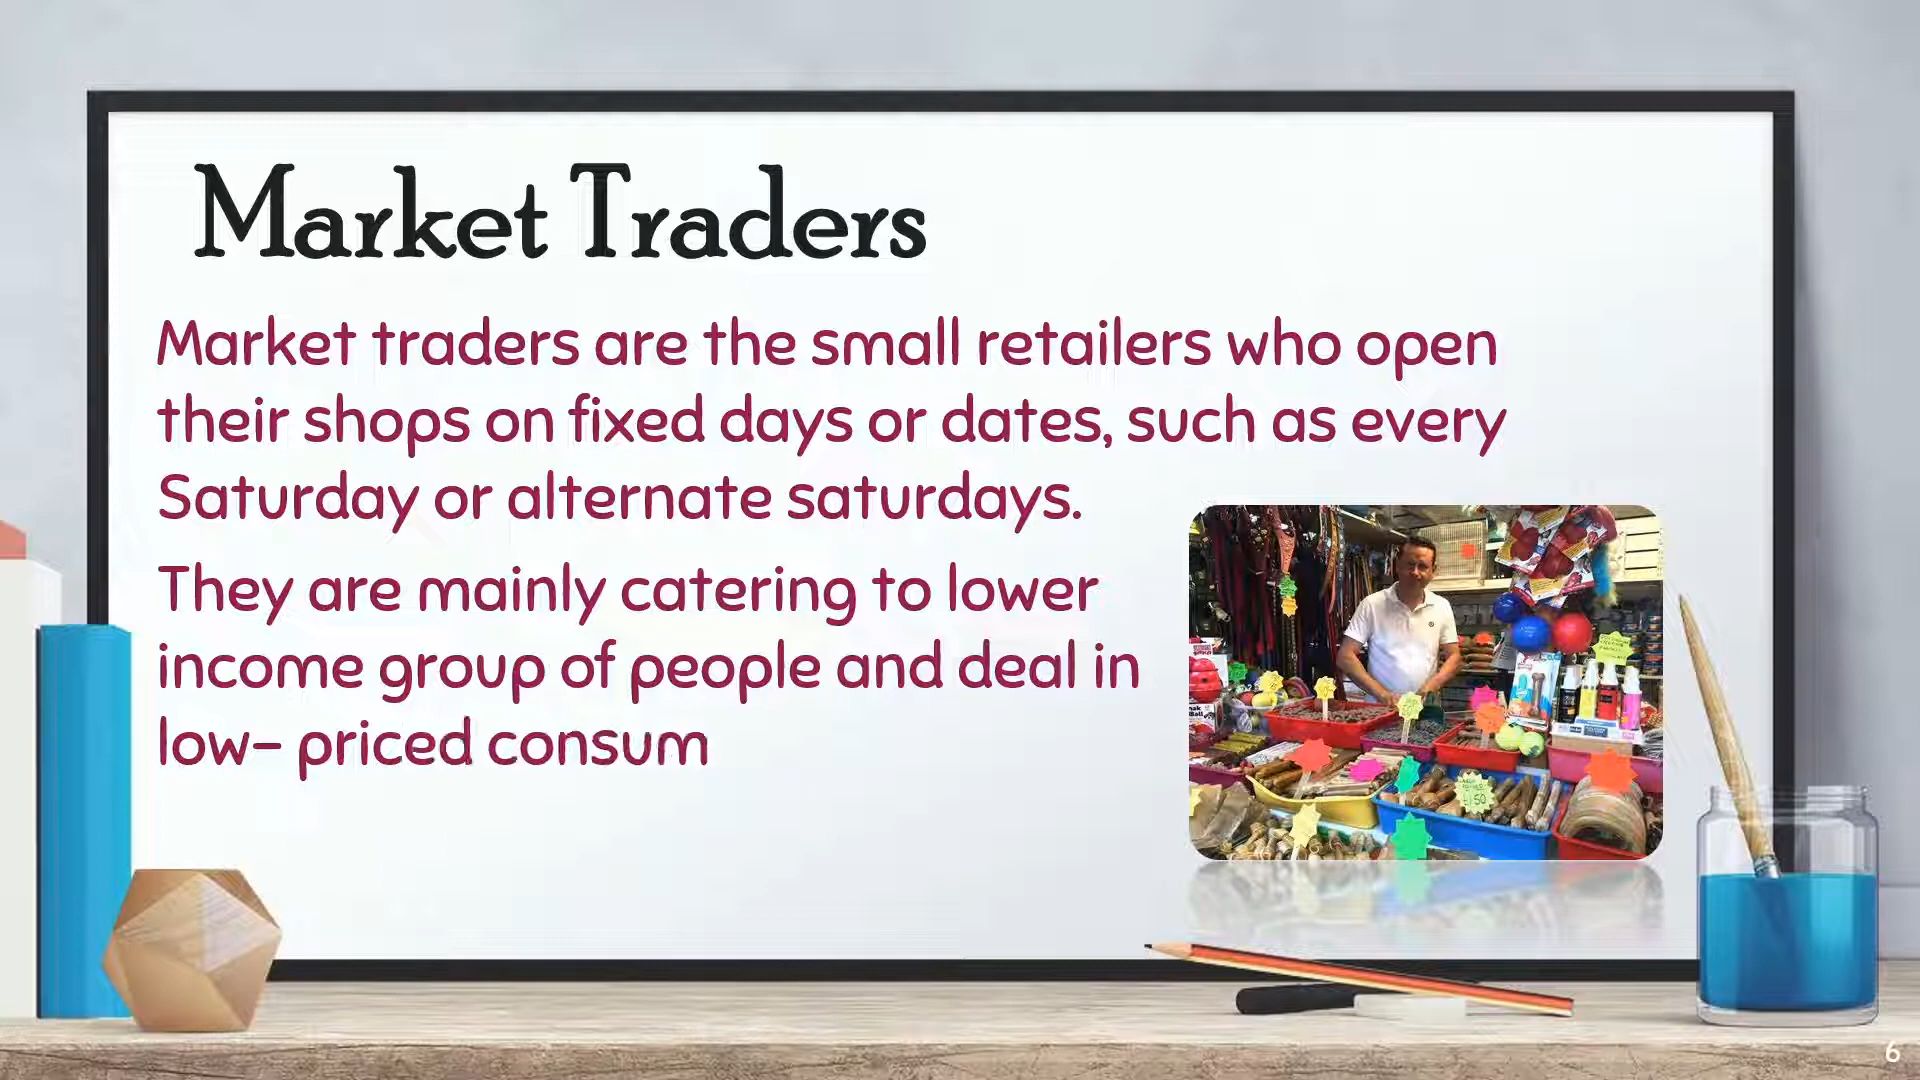 Market Traders
Market traders are the small retailers who open
their shops on fixed days or dates, such as every
Saturday or alternate saturdays.
They are mainly catering to lower
income group of people and deal in
low- priced consum
6